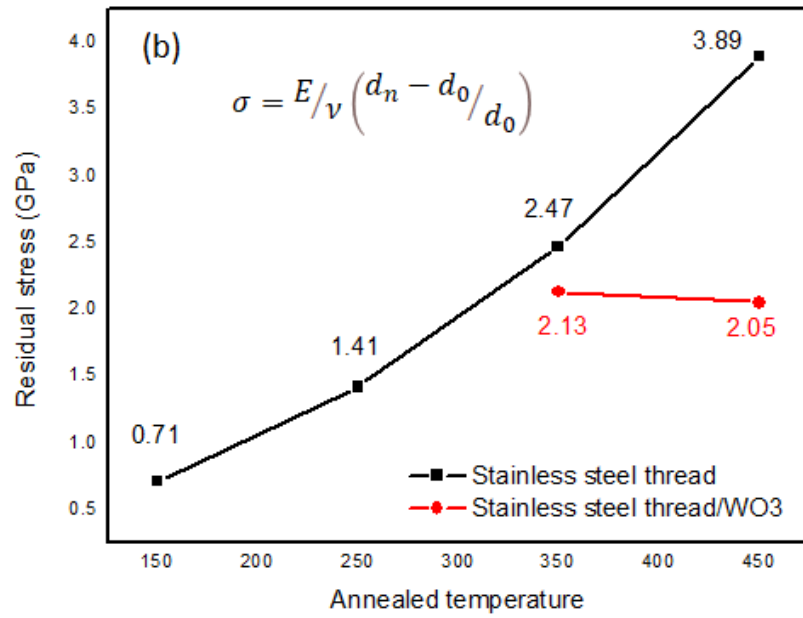 (b)
σ = E/ν (dₙ − d₀/d₀)
4.0
3.5
3.0
2.5
2.0
1.5
1.0
0.5
Residual stress (GPa)
3.89
2.47
2.13
2.05
1.41
0.71
Stainless steel thread
Stainless steel thread/WO3
150 200 250 300 350 400 450
Annealed temperature